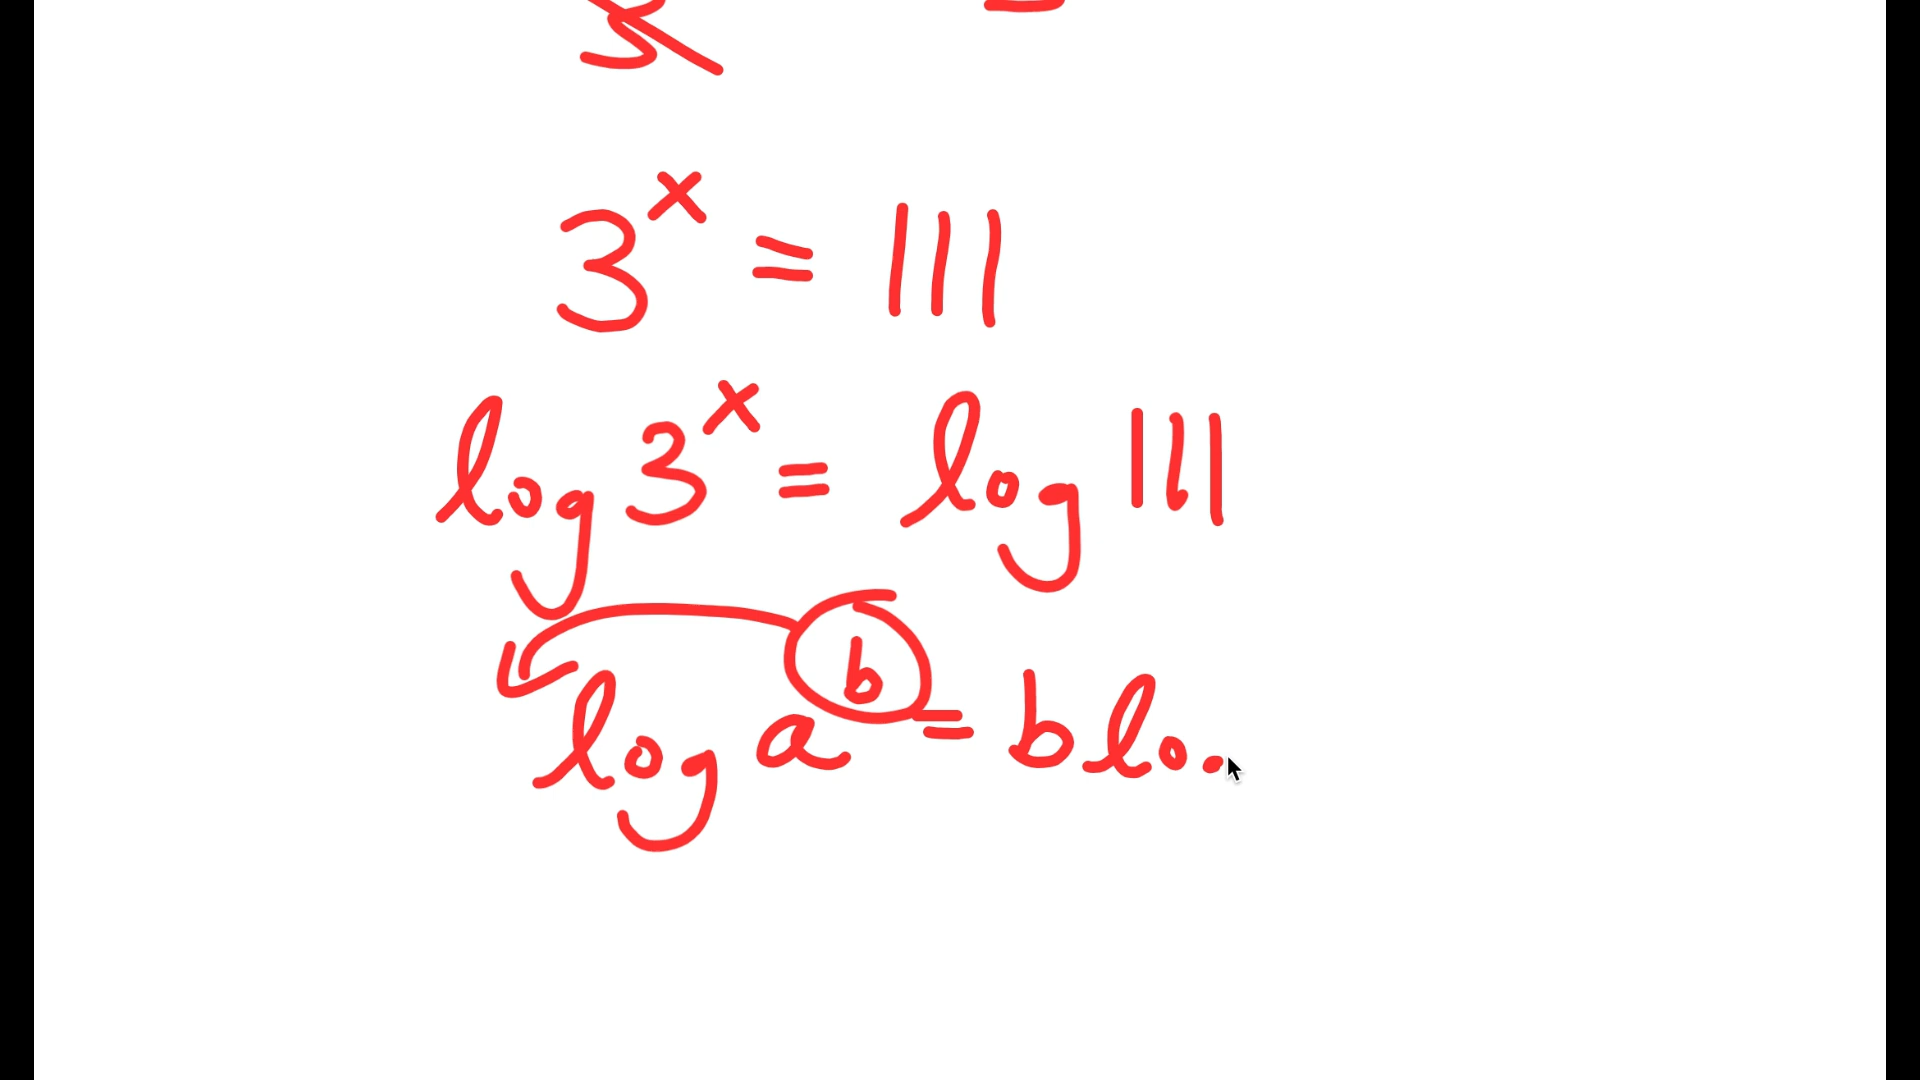 3^x = 111
log 3^x = log 111
log a^b = b lo